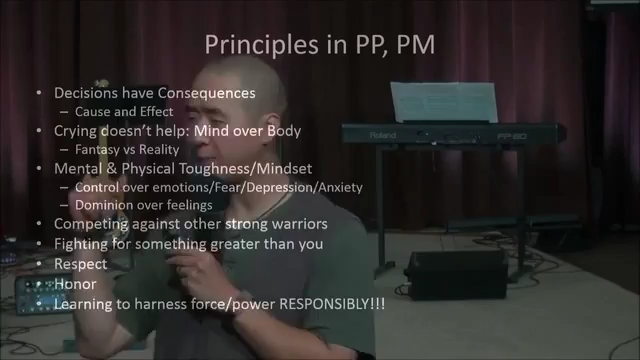 Principles in PP, PM
• Decisions have Consequences
– Cause and Effect
• Crying doesn't help: Mind over Body
– Fantasy vs Reality
• Mental & Physical Toughness/Mindset
– Control over emotions/Fear/Depression/Anxiety
– Dominion over feelings
• Competing against other strong warriors
• Fighting for something greater than you
• Respect
• Honor
• Learning to harness force/power RESPONSIBLY!!!
Roland
FP-80